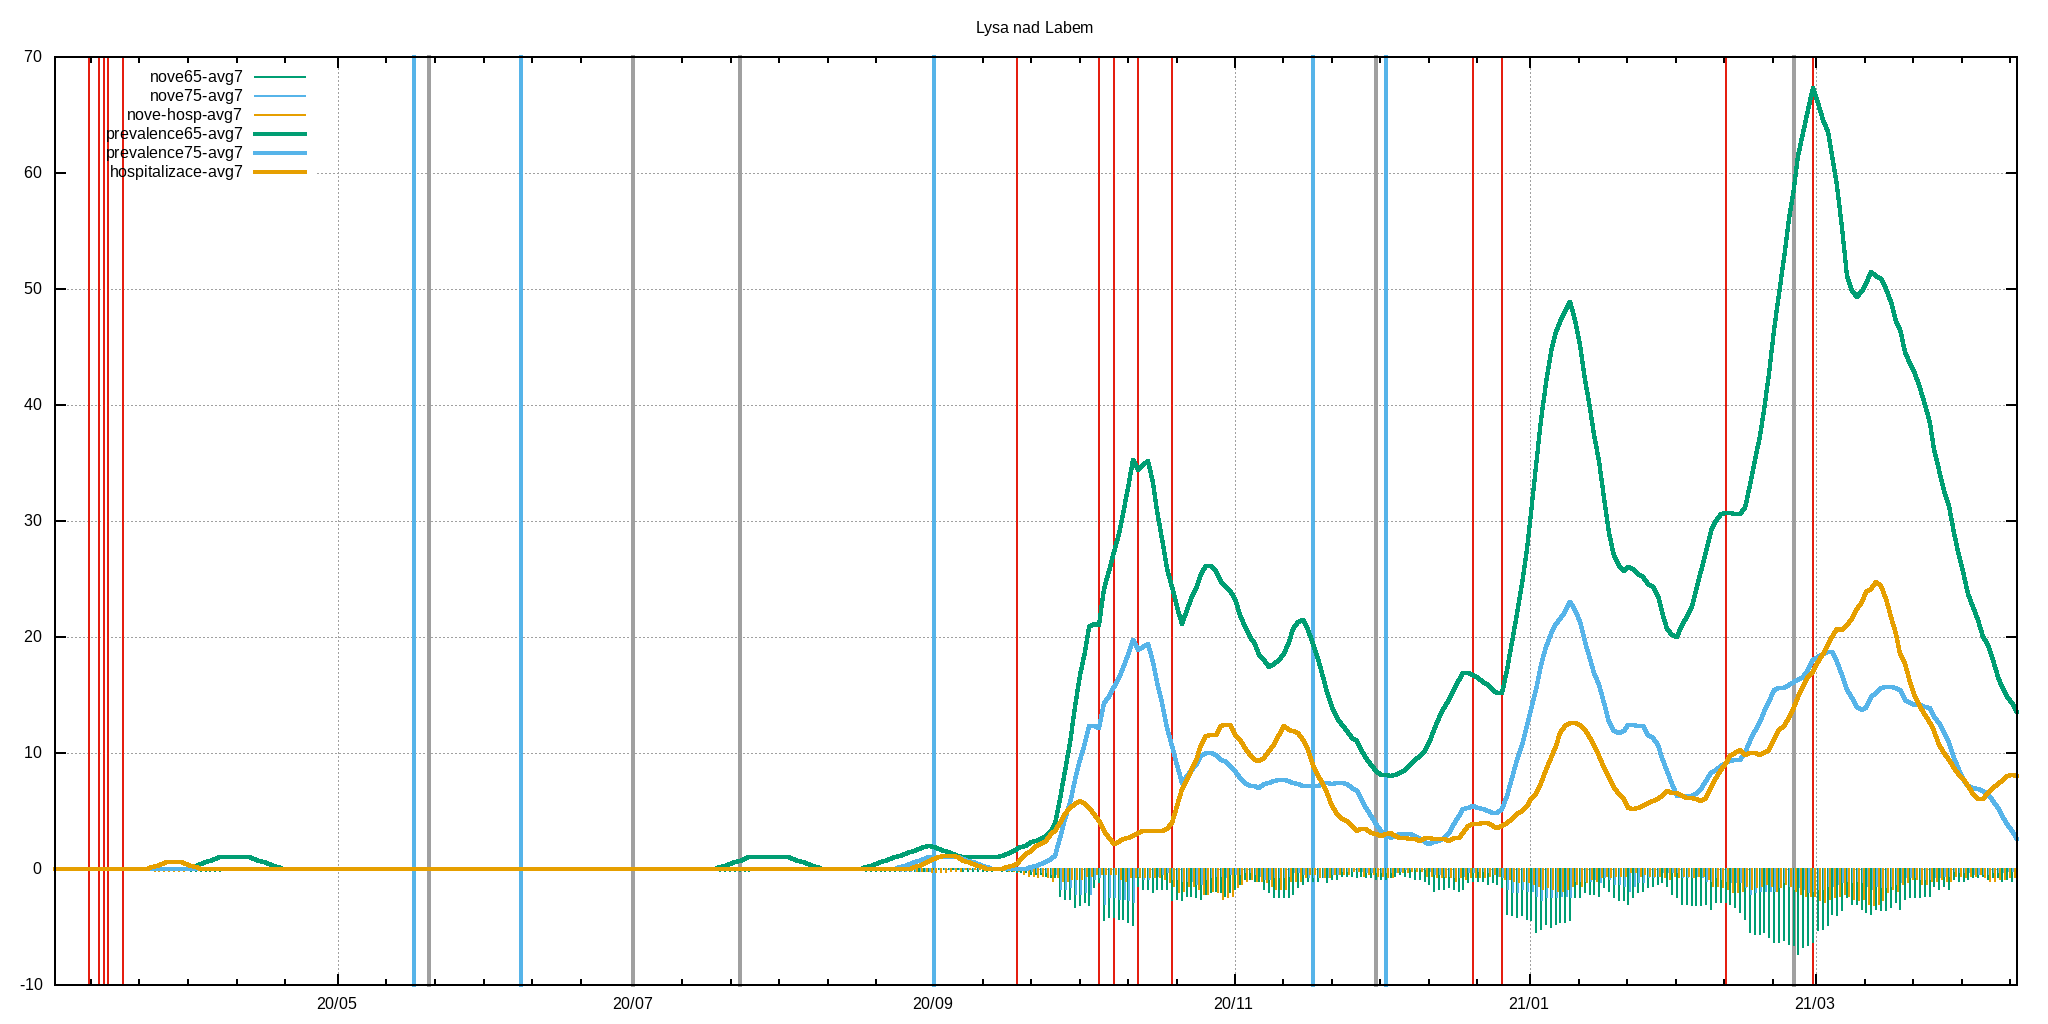 Lysa nad Labem
70
60
50
40
30
20
10
0
-10
nove65-avg7
nove75-avg7
nove-hosp-avg7
prevalence65-avg7
prevalence75-avg7
hospitalizace-avg7
20/05 20/07 20/09 20/11 21/01 21/03